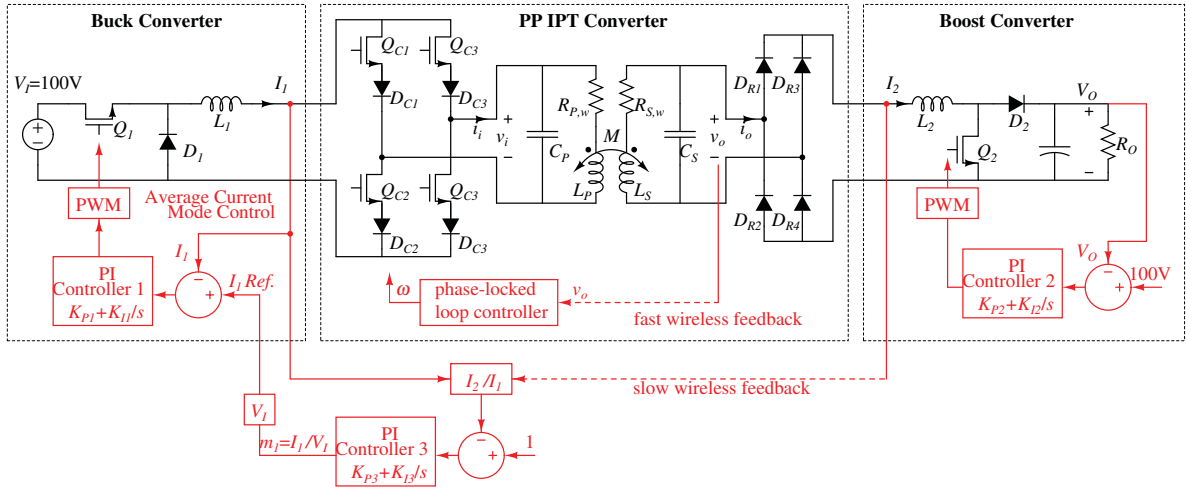 Buck Converter
PP IPT Converter
Boost Converter
V_I=100V
Q_1
D_1
L_1
I_1
Q_C1
Q_C3
D_C1
D_C3
Q_C2
Q_C3
D_C2
D_C3
i_i
+
v_i
−
C_P
R_P,w
M
L_P
R_S,w
L_S
C_S
+
v_o
−
i_o
D_R1
D_R3
D_R2
D_R4
I_2
L_2
Q_2
D_2
V_O
+
−
R_O
PWM
Average Current
Mode Control
I_1
−
+
I_1 Ref.
PI
Controller 1
K_P1+K_I1/s
ω
phase-locked
loop controller
v_o
fast wireless feedback
PWM
PI
Controller 2
K_P2+K_I2/s
V_O
−
+
100V
I_2/I_1
slow wireless feedback
V_I
m_1=I_1/V_I
PI
Controller 3
K_P3+K_I3/s
−
+
1